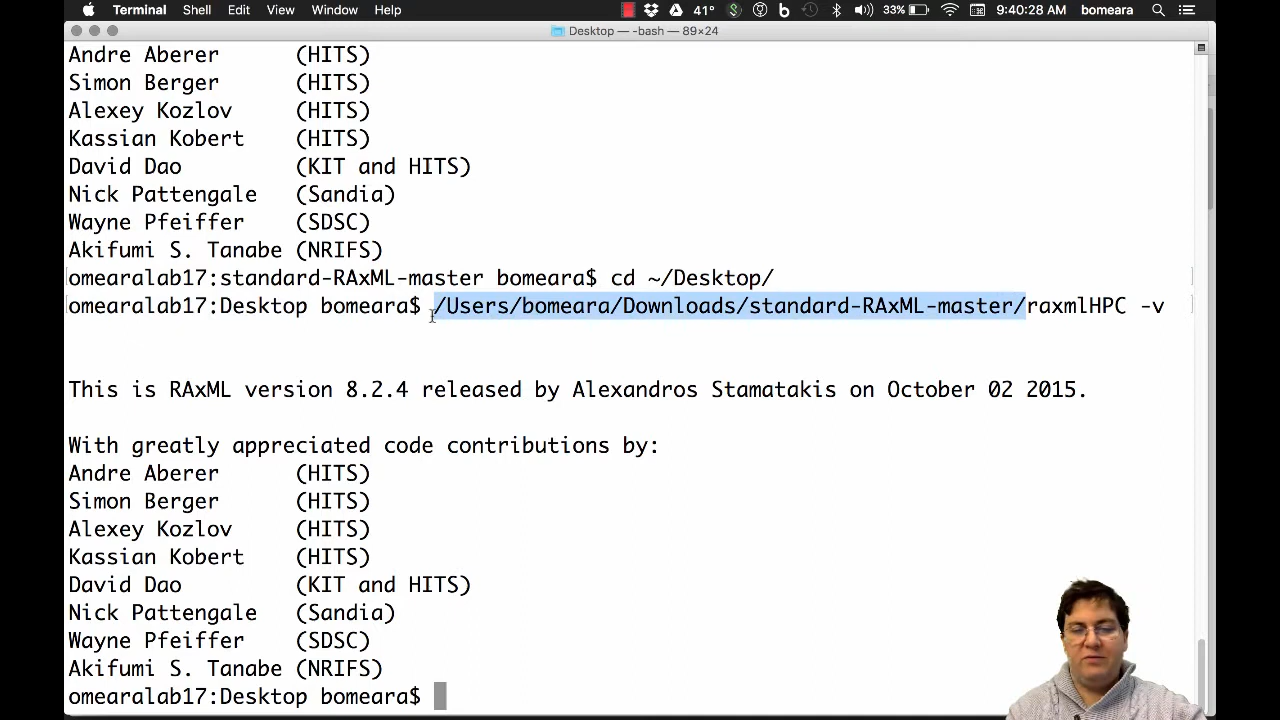 Terminal Shell Edit View Window Help 41° 33% 9:40:28 AM bomeara
Desktop — -bash — 89×24
Andre Aberer (HITS)
Simon Berger (HITS)
Alexey Kozlov (HITS)
Kassian Kobert (HITS)
David Dao (KIT and HITS)
Nick Pattengale (Sandia)
Wayne Pfeiffer (SDSC)
Akifumi S. Tanabe (NRIFS)
omearalab17:standard-RAxML-master bomeara$ cd ~/Desktop/
omearalab17:Desktop bomeara$ /Users/bomeara/Downloads/standard-RAxML-master/raxmlHPC -v
This is RAxML version 8.2.4 released by Alexandros Stamatakis on October 02 2015.
With greatly appreciated code contributions by:
Andre Aberer (HITS)
Simon Berger (HITS)
Alexey Kozlov (HITS)
Kassian Kobert (HITS)
David Dao (KIT and HITS)
Nick Pattengale (Sandia)
Wayne Pfeiffer (SDSC)
Akifumi S. Tanabe (NRIFS)
omearalab17:Desktop bomeara$